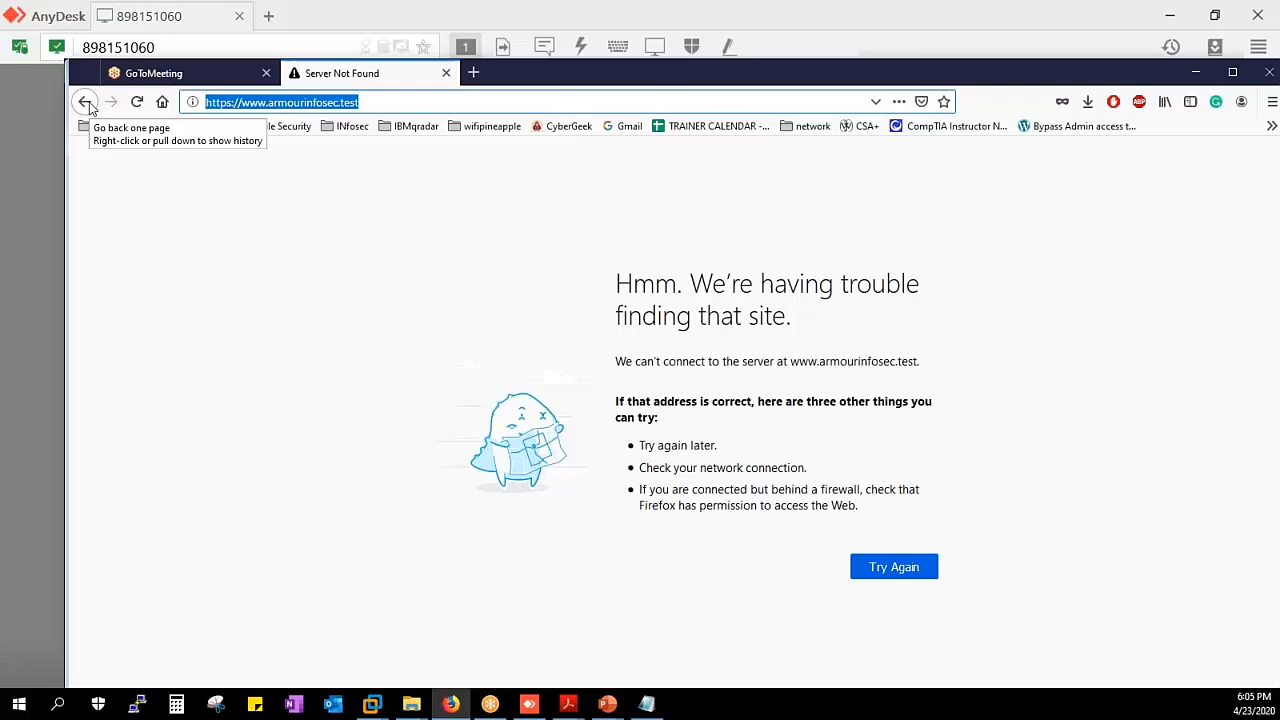 AnyDesk
898151060
898151060
1
GoToMeeting
Server Not Found
https://www.armourinfosec.test
le Security
INfosec
IBMqradar
wifipineapple
CyberGeek
Gmail
TRAINER CALENDAR -...
network
CSA+
CompTIA Instructor N...
Bypass Admin access t...
Go back one page
Right-click or pull down to show history
Hmm. We're having trouble
finding that site.
We can't connect to the server at www.armourinfosec.test.
If that address is correct, here are three other things you
can try:
Try again later.
Check your network connection.
If you are connected but behind a firewall, check that
Firefox has permission to access the Web.
Try Again
6:05 PM
4/23/2020